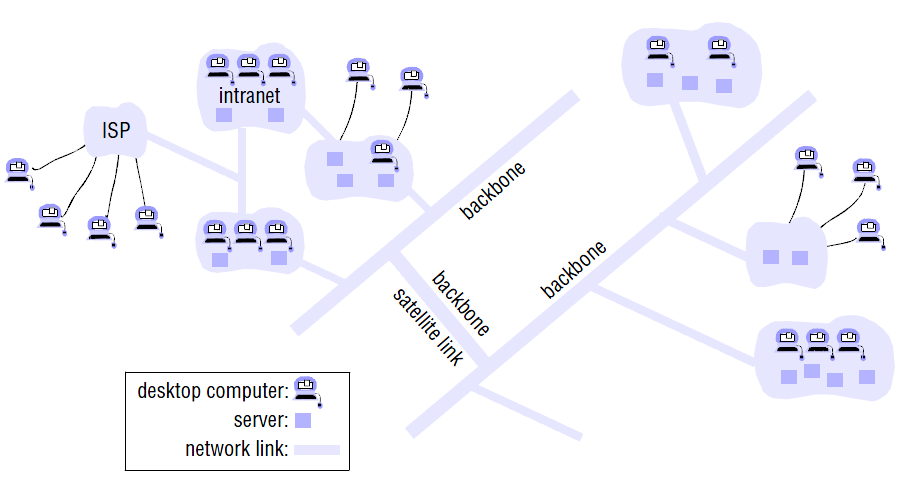 intranet
ISP
backbone
backbone
backbone
satellite link
desktop computer:
server:
network link: